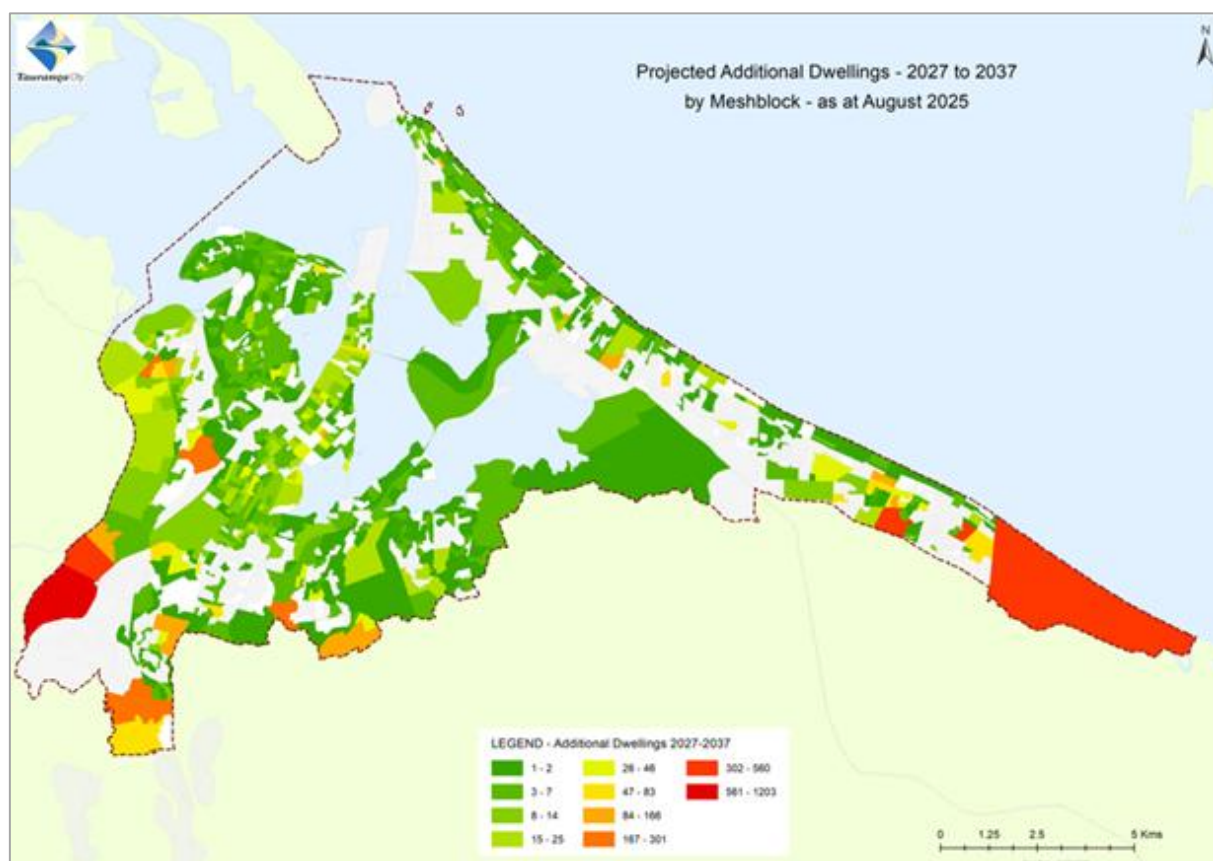 Tauranga City
N
Projected Additional Dwellings - 2027 to 2037
by Meshblock - as at August 2025
LEGEND - Additional Dwellings 2027-2037
1 - 2
3 - 7
8 - 14
15 - 25
26 - 46
47 - 83
84 - 166
167 - 301
302 - 560
561 - 1203
0 1.25 2.5 5 Kms